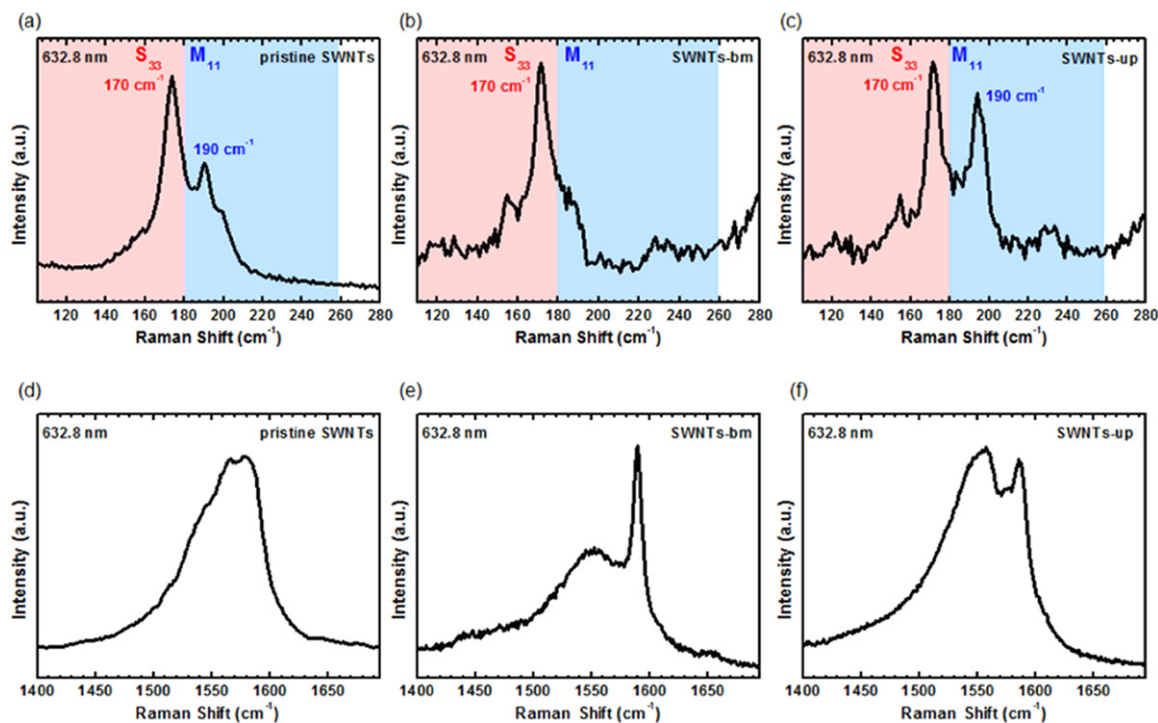 (a)
632.8 nm S₃₃ M₁₁ pristine SWNTs
170 cm⁻¹
190 cm⁻¹
Intensity (a.u.)
120 140 160 180 200 220 240 260 280
Raman Shift (cm⁻¹)
(b)
632.8 nm S₃₃ M₁₁ SWNTs-bm
170 cm⁻¹
Intensity (a.u.)
120 140 160 180 200 220 240 260 280
Raman Shift (cm⁻¹)
(c)
632.8 nm S₃₃ M₁₁ SWNTs-up
170 cm⁻¹
190 cm⁻¹
Intensity (a.u.)
120 140 160 180 200 220 240 260 280
Raman Shift (cm⁻¹)
(d)
632.8 nm pristine SWNTs
Intensity (a.u.)
1400 1450 1500 1550 1600 1650
Raman Shift (cm⁻¹)
(e)
632.8 nm SWNTs-bm
Intensity (a.u.)
1400 1450 1500 1550 1600 1650
Raman Shift (cm⁻¹)
(f)
632.8 nm SWNTs-up
Intensity (a.u.)
1400 1450 1500 1550 1600 1650
Raman Shift (cm⁻¹)